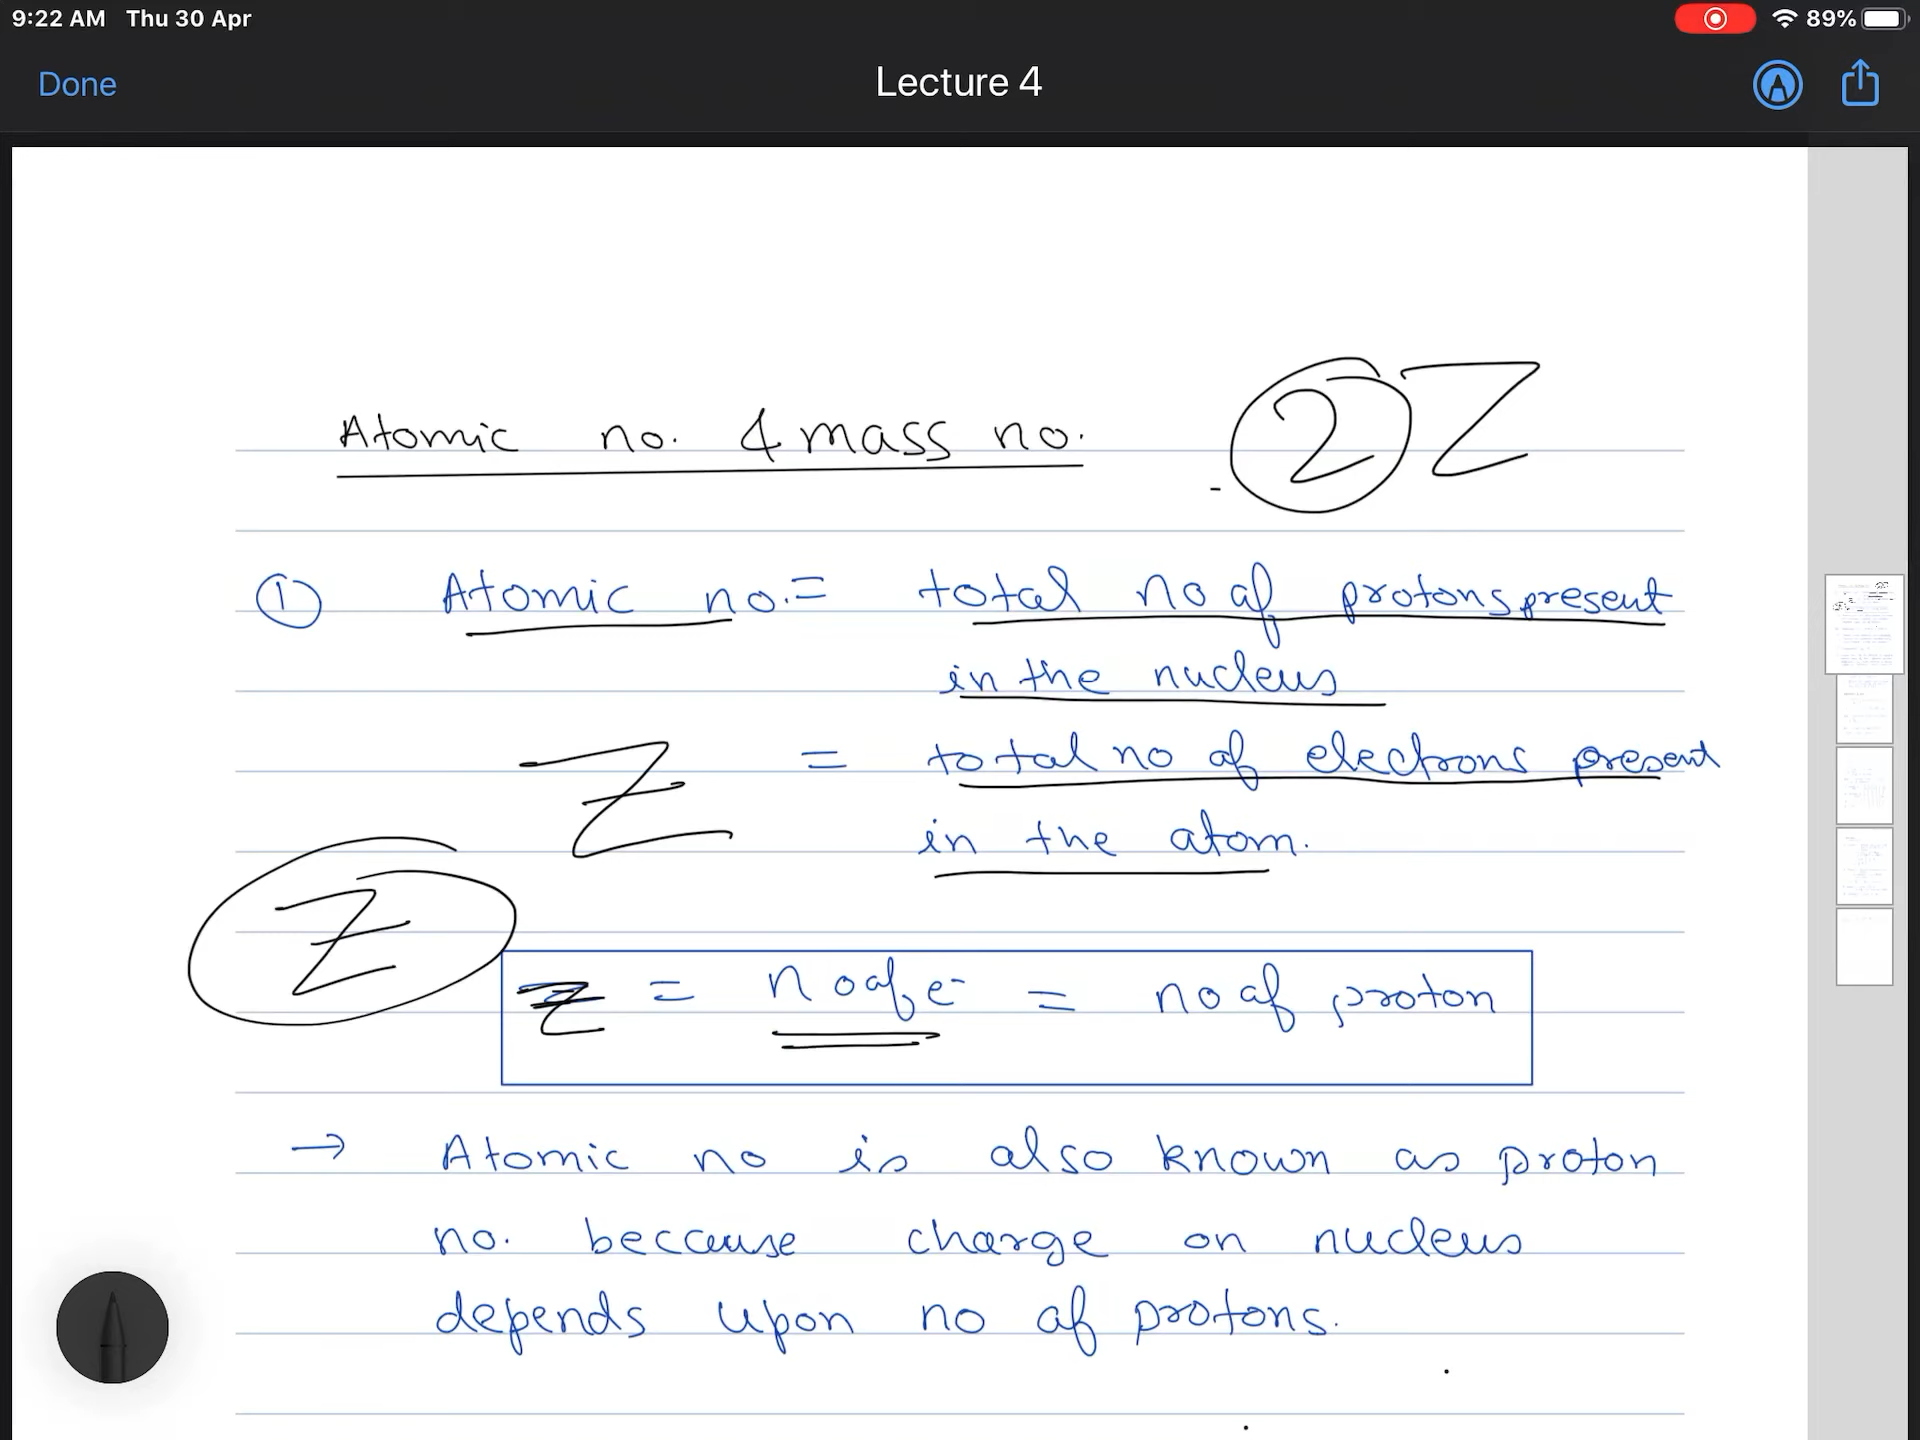 9:22 AM Thu 30 Apr 89%
Done Lecture 4
Atomic no. & mass no. 2 Z
① Atomic no. = total no of protons present
in the nucleus
Z = total no of electrons present
in the atom.
Z
Z = no of e⁻ = no of proton
→ Atomic no is also known as proton
no. because charge on nucleus
depends upon no of protons.